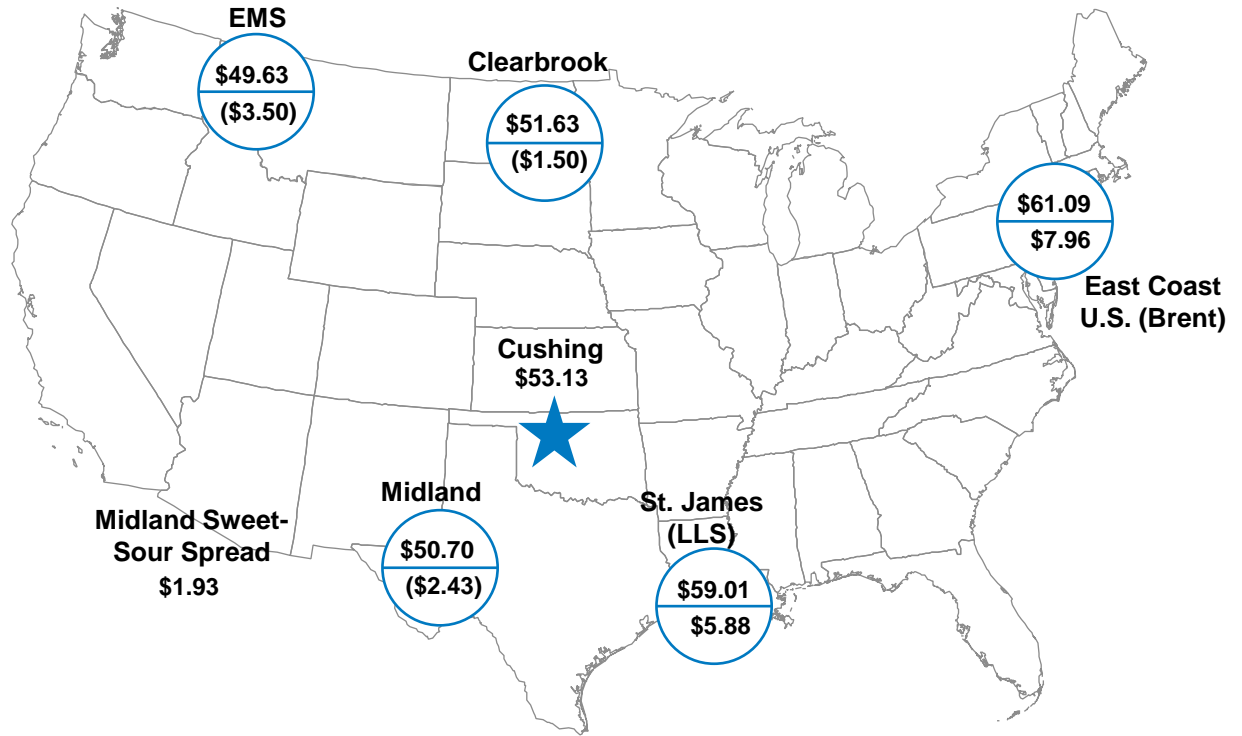 EMS
$49.63
($3.50)
Clearbrook
$51.63
($1.50)
$61.09
$7.96
East Coast
U.S. (Brent)
Cushing
$53.13
Midland
$50.70
($2.43)
Midland Sweet-
Sour Spread
$1.93
St. James
(LLS)
$59.01
$5.88